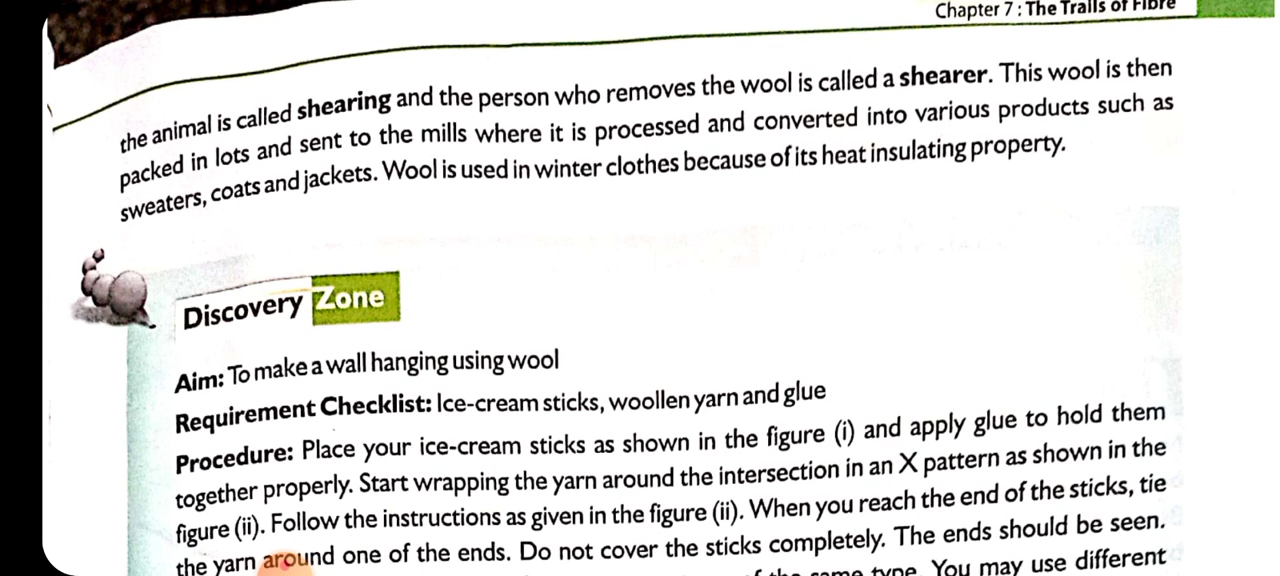 Chapter 7 : The Trails of Fibre
the animal is called shearing and the person who removes the wool is called a shearer. This wool is then
packed in lots and sent to the mills where it is processed and converted into various products such as
sweaters, coats and jackets. Wool is used in winter clothes because of its heat insulating property.
Discovery Zone
Aim: To make a wall hanging using wool
Requirement Checklist: Ice-cream sticks, woollen yarn and glue
Procedure: Place your ice-cream sticks as shown in the figure (i) and apply glue to hold them
together properly. Start wrapping the yarn around the intersection in an X pattern as shown in the
figure (ii). Follow the instructions as given in the figure (ii). When you reach the end of the sticks, tie
the yarn around one of the ends. Do not cover the sticks completely. The ends should be seen.
same type. You may use different